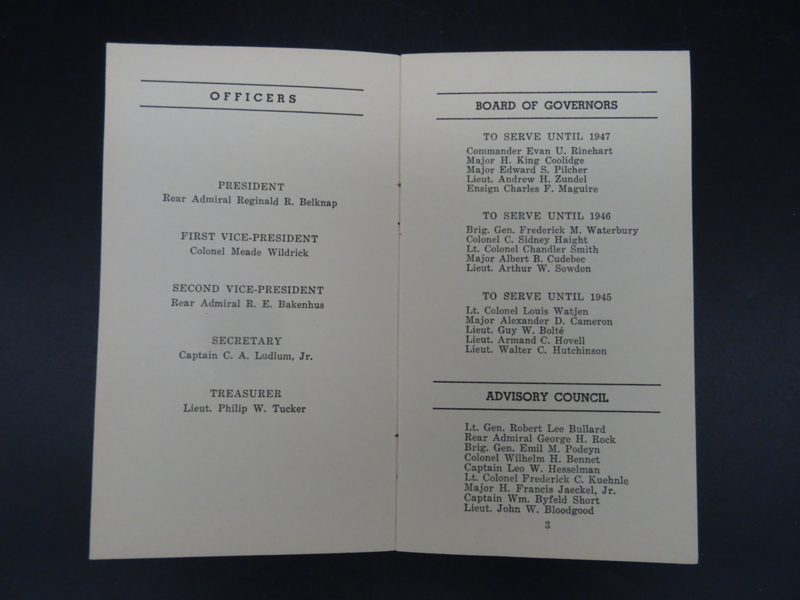 OFFICERS
PRESIDENT
Rear Admiral Reginald R. Belknap
FIRST VICE-PRESIDENT
Colonel Meade Wildrick
SECOND VICE-PRESIDENT
Rear Admiral R. E. Bakenhus
SECRETARY
Captain C. A. Ludlum, Jr.
TREASURER
Lieut. Philip W. Tucker
BOARD OF GOVERNORS
TO SERVE UNTIL 1947
Commander Evan U. Rinehart
Major H. King Coolidge
Major Edward S. Pilcher
Lieut. Andrew H. Zundel
Ensign Charles F. Maguire
TO SERVE UNTIL 1946
Brig. Gen. Frederick M. Waterbury
Colonel C. Sidney Haight
Lt. Colonel Chandler Smith
Major Albert B. Cudebec
Lieut. Arthur W. Sowdon
TO SERVE UNTIL 1945
Lt. Colonel Louis Watjen
Major Alexander D. Cameron
Lieut. Guy W. Bolté
Lieut. Armand C. Hovell
Lieut. Walter C. Hutchinson
ADVISORY COUNCIL
Lt. Gen. Robert Lee Bullard
Rear Admiral George H. Rock
Brig. Gen. Emil M. Podeyn
Colonel Wilhelm H. Bennet
Captain Leo W. Hesselman
Lt. Colonel Frederick C. Kuehnle
Major H. Francis Jaeckel, Jr.
Captain Wm. Byfeld Short
Lieut. John W. Bloodgood
3